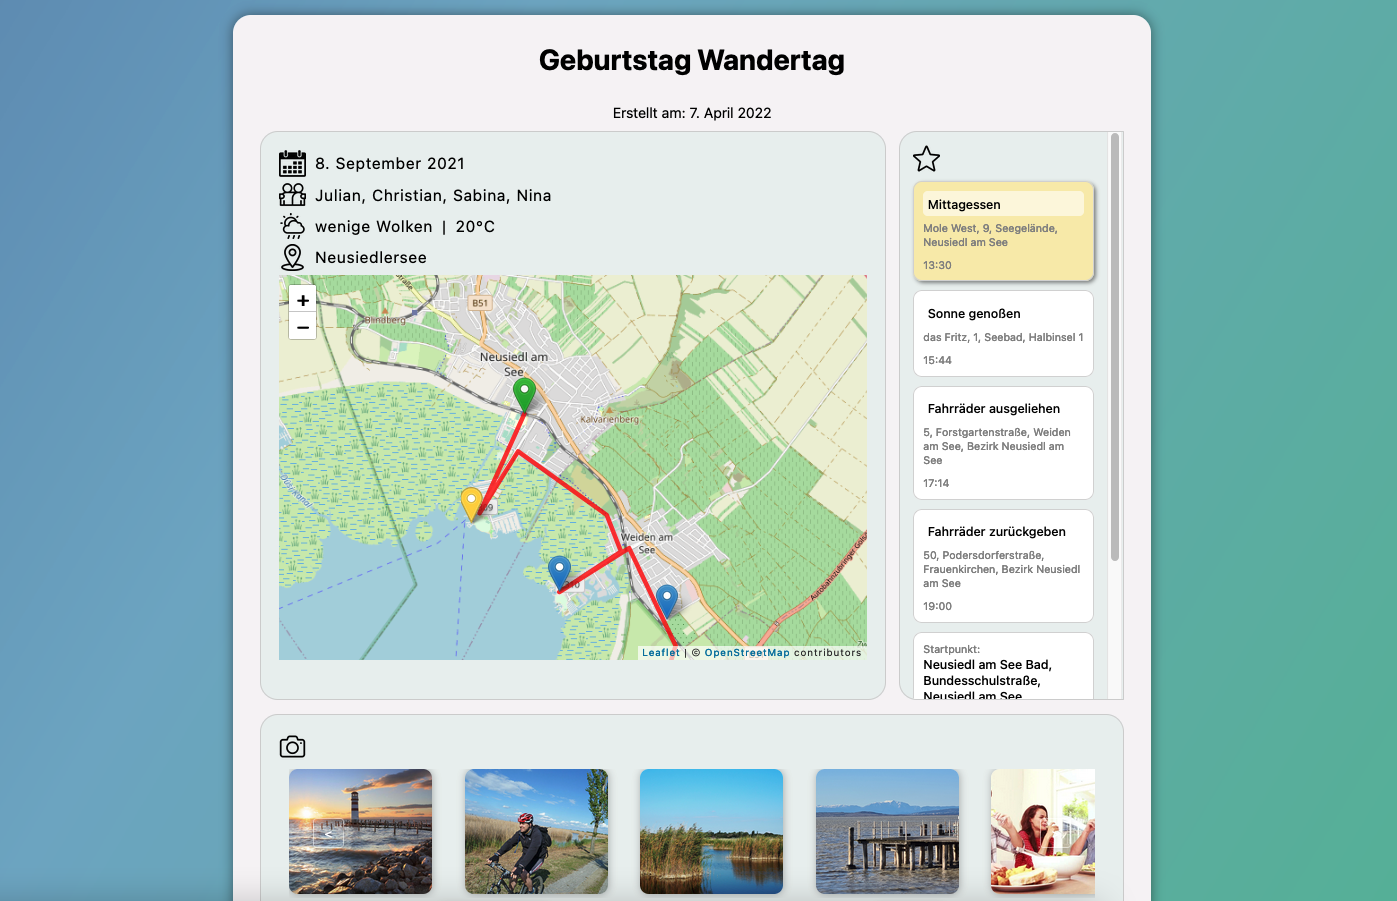 Geburtstag Wandertag
Erstellt am: 7. April 2022
8. September 2021
Julian, Christian, Sabina, Nina
wenige Wolken | 20°C
Neusiedlersee
+
−
B51
Blindberg
Neusiedl am
See
Kalvarienberg
Weiden am
See
Leaflet | © OpenStreetMap contributors
Mittagessen
Mole West, 9, Seegelände,
Neusiedl am See
13:30
Sonne genoßen
das Fritz, 1, Seebad, Halbinsel 1
15:44
Fahrräder ausgeliehen
5, Forstgartenstraße, Weiden
am See, Bezirk Neusiedl am
See
17:14
Fahrräder zurückgeben
50, Podersdorferstraße,
Frauenkirchen, Bezirk Neusiedl
am See
19:00
Startpunkt:
Neusiedl am See Bad,
Bundesschulstraße,
Neusiedl am See
<